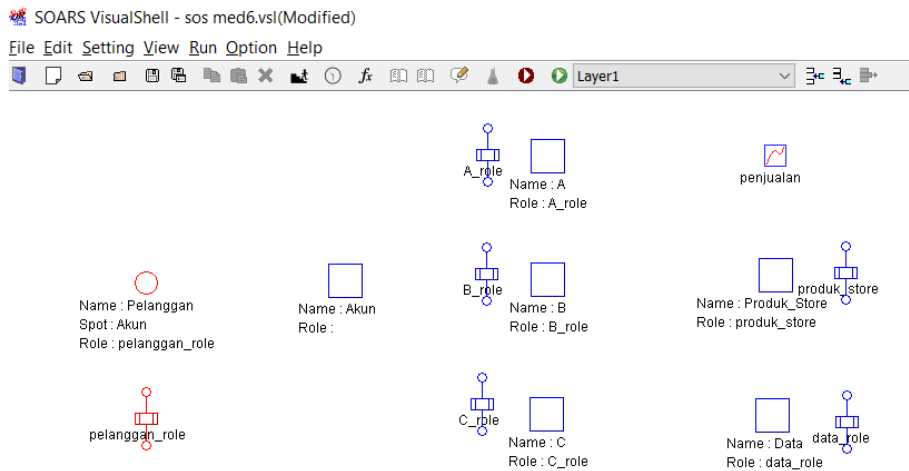 SOARS VisualShell - sos med6.vsl(Modified)
File Edit Setting View Run Option Help
Layer1
A_role
Name : A
Role : A_role
penjualan
Name : Pelanggan
Spot : Akun
Role : pelanggan_role
Name : Akun
Role :
B_role
Name : B
Role : B_role
produk_store
Name : Produk_Store
Role : produk_store
pelanggan_role
C_role
Name : C
Role : C_role
data_role
Name : Data
Role : data_role